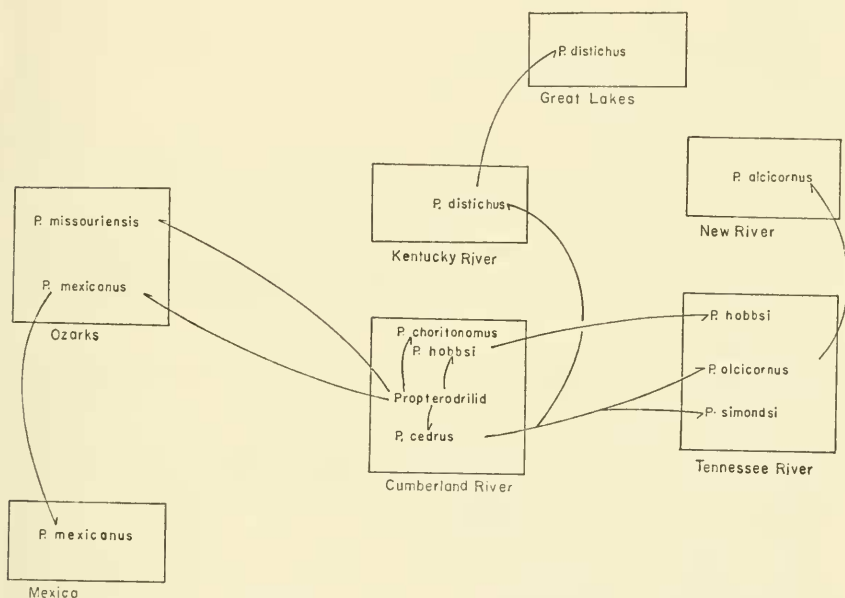 P. distichus
Great Lakes
P. distichus
Kentucky River
P. alcicornus
New River
P. missouriensis
P. mexicanus
Ozarks
P. choritonomus
P. hobbsi
Propterodrilid
P. cedrus
Cumberland River
P. hobbsi
P. alcicornus
P. simondsi
Tennessee River
P. mexicanus
Mexico